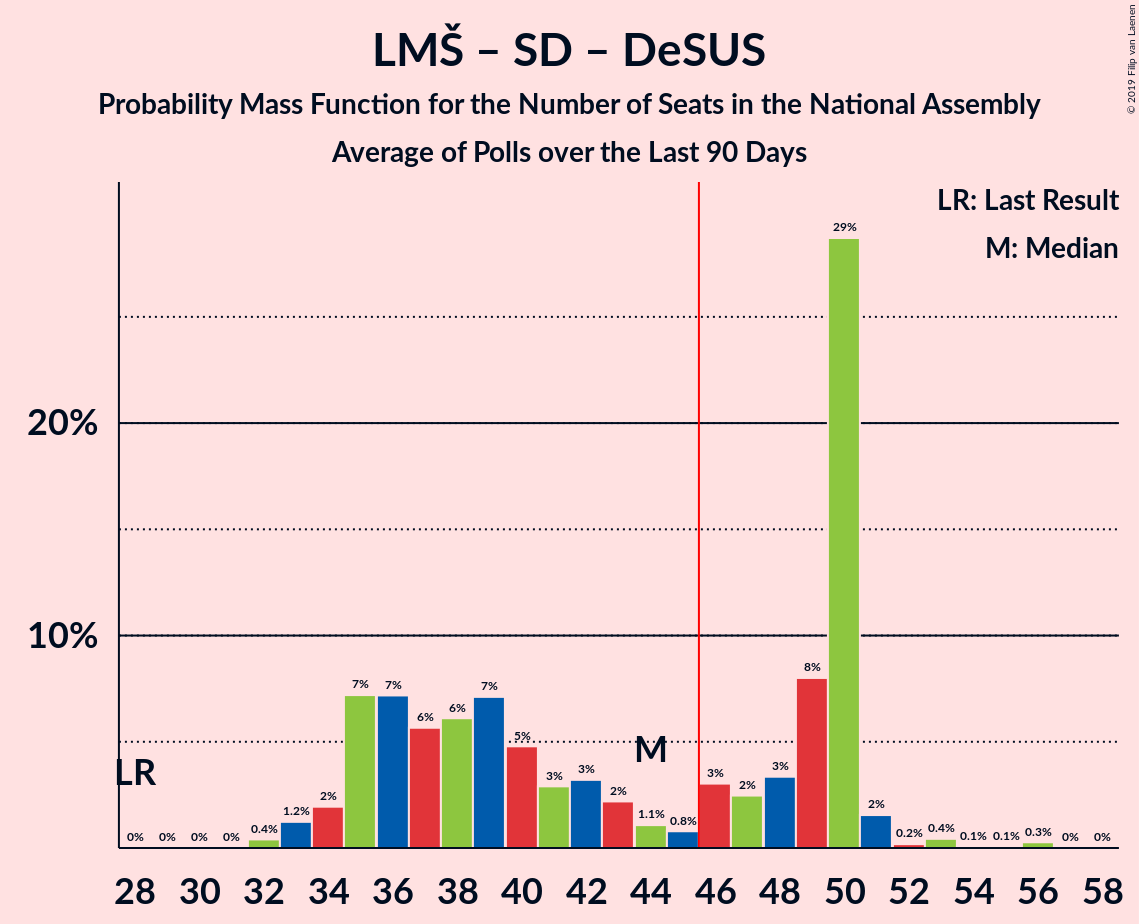 LMŠ – SD – DeSUS
Probability Mass Function for the Number of Seats in the National Assembly
Average of Polls over the Last 90 Days
© 2019 Filip van Laenen
LR: Last Result
M: Median
20%
10%
LR
M
0% 0% 0% 0% 0.4% 1.2% 2% 7% 7% 6% 6% 7% 5% 3% 3% 2% 1.1% 0.8% 3% 2% 3% 8% 29% 2% 0.2% 0.4% 0.1% 0.1% 0.3% 0% 0%
28 30 32 34 36 38 40 42 44 46 48 50 52 54 56 58